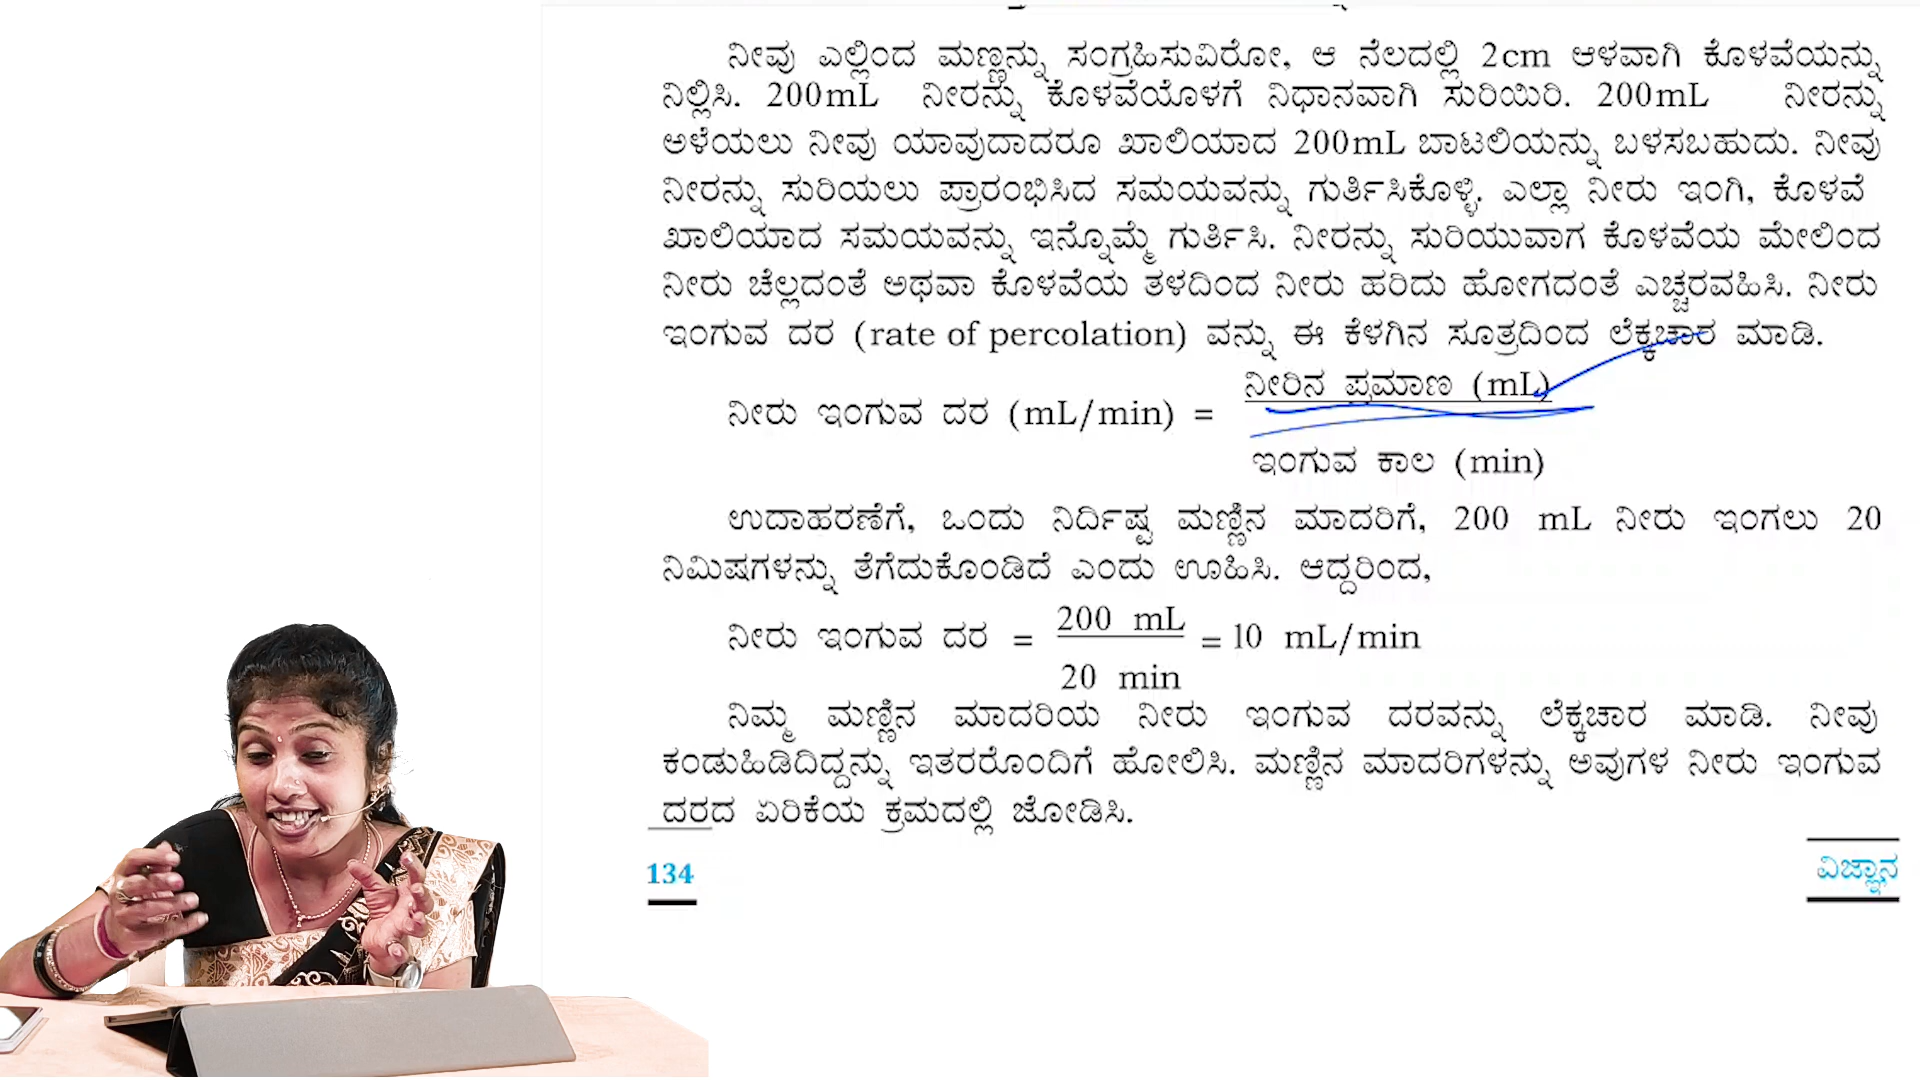 ನೀವು ಎಲ್ಲಿಂದ ಮಣ್ಣನ್ನು ಸಂಗ್ರಹಿಸುವಿರೋ, ಆ ನೆಲದಲ್ಲಿ 2cm ಆಳವಾಗಿ ಕೊಳವೆಯನ್ನು
ನಿಲ್ಲಿಸಿ. 200mL ನೀರನ್ನು ಕೊಳವೆಯೊಳಗೆ ನಿಧಾನವಾಗಿ ಸುರಿಯಿರಿ. 200mL ನೀರನ್ನು
ಅಳೆಯಲು ನೀವು ಯಾವುದಾದರೂ ಖಾಲಿಯಾದ 200mL ಬಾಟಲಿಯನ್ನು ಬಳಸಬಹುದು. ನೀವು
ನೀರನ್ನು ಸುರಿಯಲು ಪ್ರಾರಂಭಿಸಿದ ಸಮಯವನ್ನು ಗುರ್ತಿಸಿಕೊಳ್ಳಿ. ಎಲ್ಲಾ ನೀರು ಇಂಗಿ, ಕೊಳವೆ
ಖಾಲಿಯಾದ ಸಮಯವನ್ನು ಇನ್ನೊಮ್ಮೆ ಗುರ್ತಿಸಿ. ನೀರನ್ನು ಸುರಿಯುವಾಗ ಕೊಳವೆಯ ಮೇಲಿಂದ
ನೀರು ಚೆಲ್ಲದಂತೆ ಅಥವಾ ಕೊಳವೆಯ ತಳದಿಂದ ನೀರು ಹರಿದು ಹೋಗದಂತೆ ಎಚ್ಚರವಹಿಸಿ. ನೀರು
ಇಂಗುವ ದರ (rate of percolation) ವನ್ನು ಈ ಕೆಳಗಿನ ಸೂತ್ರದಿಂದ ಲೆಕ್ಕಚಾರ ಮಾಡಿ.
ನೀರು ಇಂಗುವ ದರ (mL/min) = ನೀರಿನ ಪ್ರಮಾಣ (mL)
ಇಂಗುವ ಕಾಲ (min)
ಉದಾಹರಣೆಗೆ, ಒಂದು ನಿರ್ದಿಷ್ಟ ಮಣ್ಣಿನ ಮಾದರಿಗೆ, 200 mL ನೀರು ಇಂಗಲು 20
ನಿಮಿಷಗಳನ್ನು ತೆಗೆದುಕೊಂಡಿದೆ ಎಂದು ಊಹಿಸಿ. ಆದ್ದರಿಂದ,
ನೀರು ಇಂಗುವ ದರ = 200 mL = 10 mL/min
20 min
ನಿಮ್ಮ ಮಣ್ಣಿನ ಮಾದರಿಯ ನೀರು ಇಂಗುವ ದರವನ್ನು ಲೆಕ್ಕಚಾರ ಮಾಡಿ. ನೀವು
ಕಂಡುಹಿಡಿದಿದ್ದನ್ನು ಇತರರೊಂದಿಗೆ ಹೋಲಿಸಿ. ಮಣ್ಣಿನ ಮಾದರಿಗಳನ್ನು ಅವುಗಳ ನೀರು ಇಂಗುವ
ದರದ ಏರಿಕೆಯ ಕ್ರಮದಲ್ಲಿ ಜೋಡಿಸಿ.
134
ವಿಜ್ಞಾನ